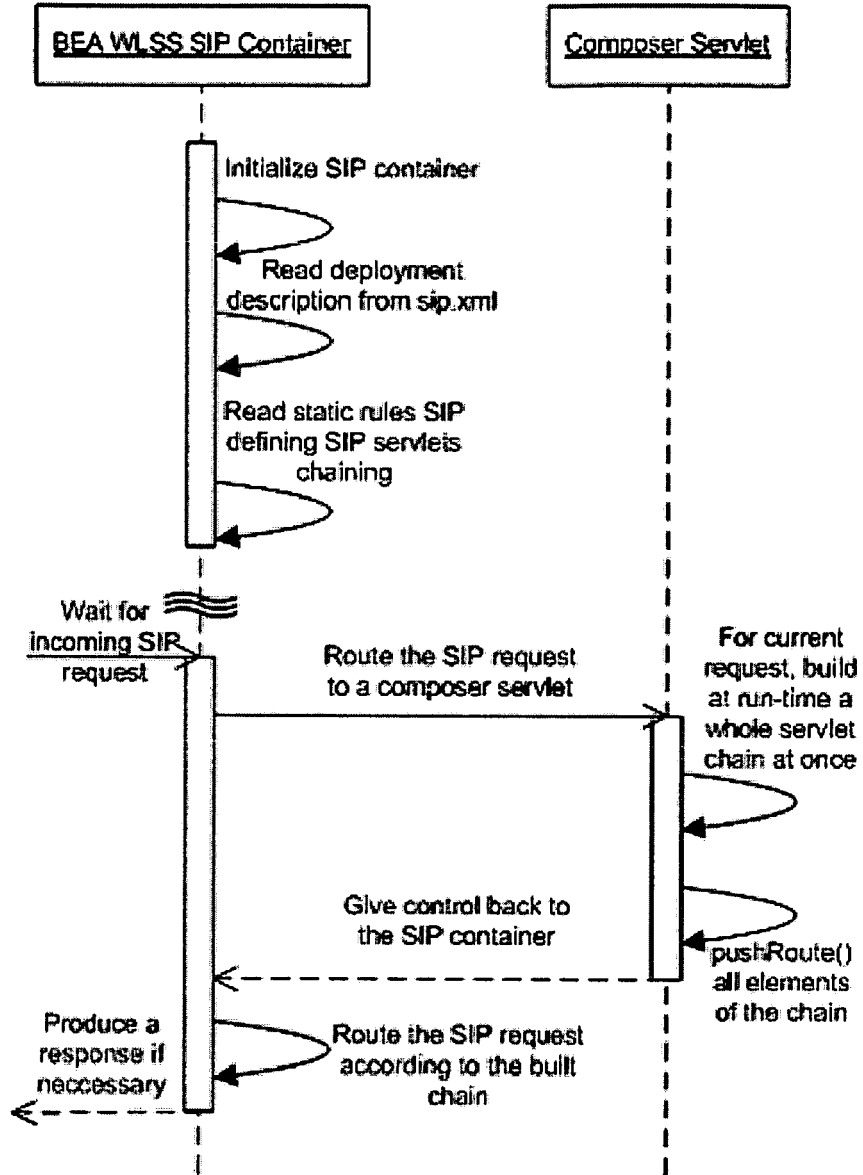 BEA WLSS SIP Container
Composer Servlet
Initialize SIP container
Read deployment
description from sip.xml
Read static rules SIP
defining SIP servlets
chaining
Wait for
incoming SIP
request
Route the SIP request
to a composer servlet
For current
request, build
at run-time a
whole servlet
chain at once
Give control back to
the SIP container
pushRoute()
all elements
of the chain
Produce a
response if
neccessary
Route the SIP request
according to the built
chain